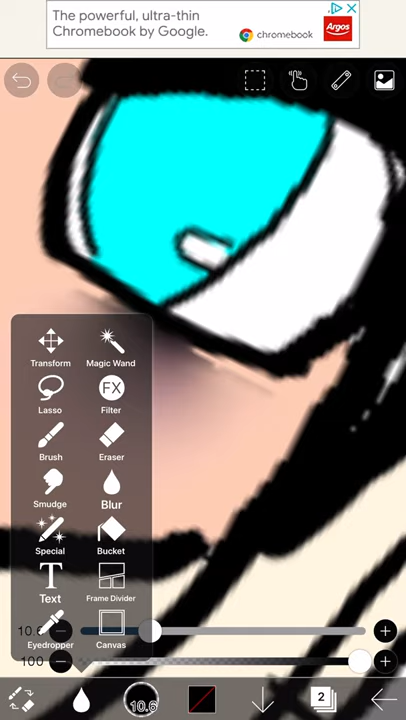 The powerful, ultra-thin
Chromebook by Google.
chromebook
Argos
Transform
Magic Wand
Lasso
FX
Filter
Brush
Eraser
Smudge
Blur
Special
Bucket
T
Text
Frame Divider
Eyedropper
Canvas
100
10.6
2